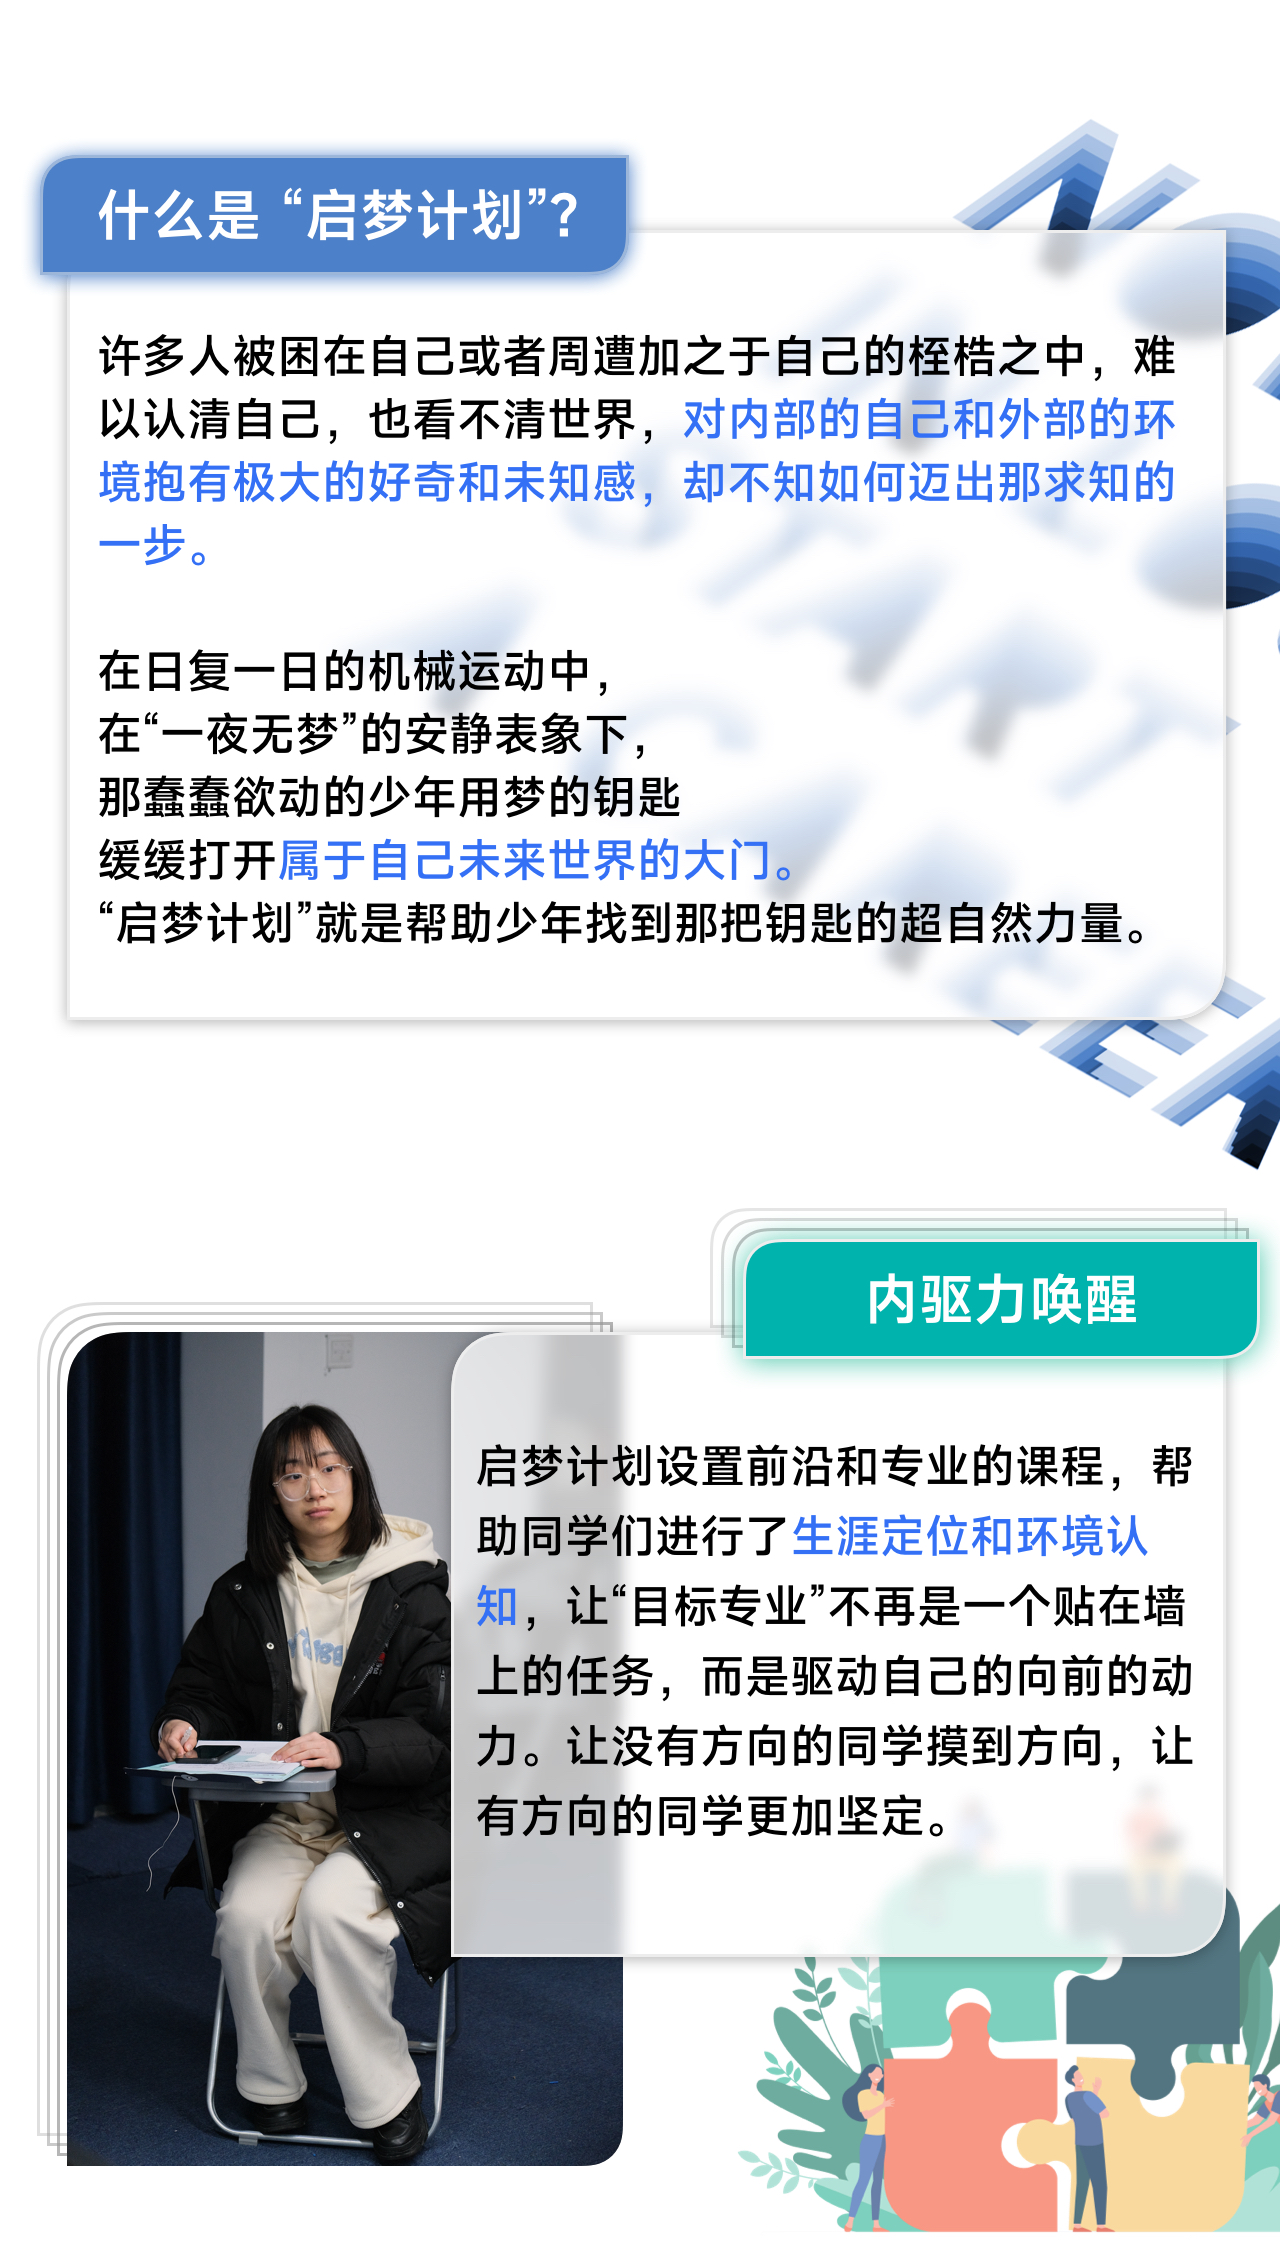 什么是 “启梦计划”？
许多人被困在自己或者周遭加之于自己的桎梏之中，难
以认清自己，也看不清世界，对内部的自己和外部的环
境抱有极大的好奇和未知感，却不知如何迈出那求知的
一步。
在日复一日的机械运动中，
在“一夜无梦”的安静表象下，
那蠢蠢欲动的少年用梦的钥匙
缓缓打开属于自己未来世界的大门。
“启梦计划”就是帮助少年找到那把钥匙的超自然力量。
内驱力唤醒
启梦计划设置前沿和专业的课程，帮
助同学们进行了生涯定位和环境认
知，让“目标专业”不再是一个贴在墙
上的任务，而是驱动自己的向前的动
力。让没有方向的同学摸到方向，让
有方向的同学更加坚定。